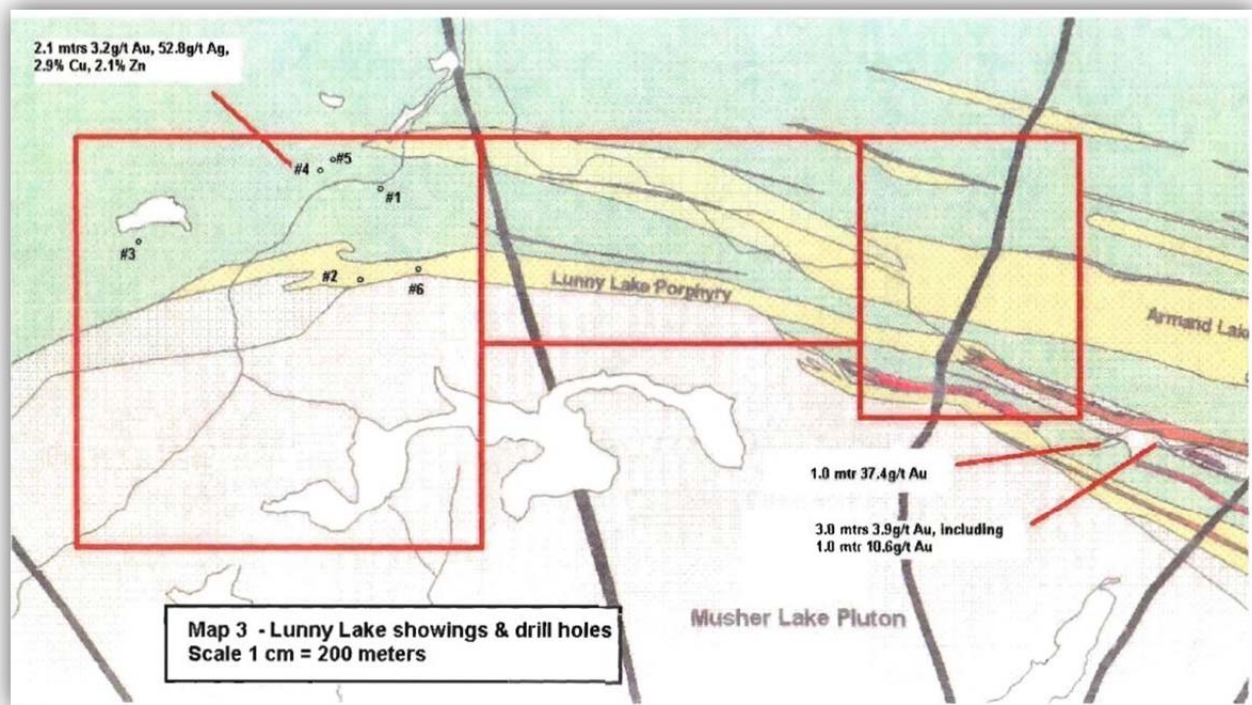 2.1 mtrs 3.2g/t Au, 52.8g/t Ag,
2.9% Cu, 2.1% Zn
#5
#4
#1
#3
#2
#6
Lunny Lake Porphyry
Armand Lake
1.0 mtr 37.4g/t Au
3.0 mtrs 3.9g/t Au, including
1.0 mtr 10.6g/t Au
Musher Lake Pluton
Map 3 - Lunny Lake showings & drill holes
Scale 1 cm = 200 meters